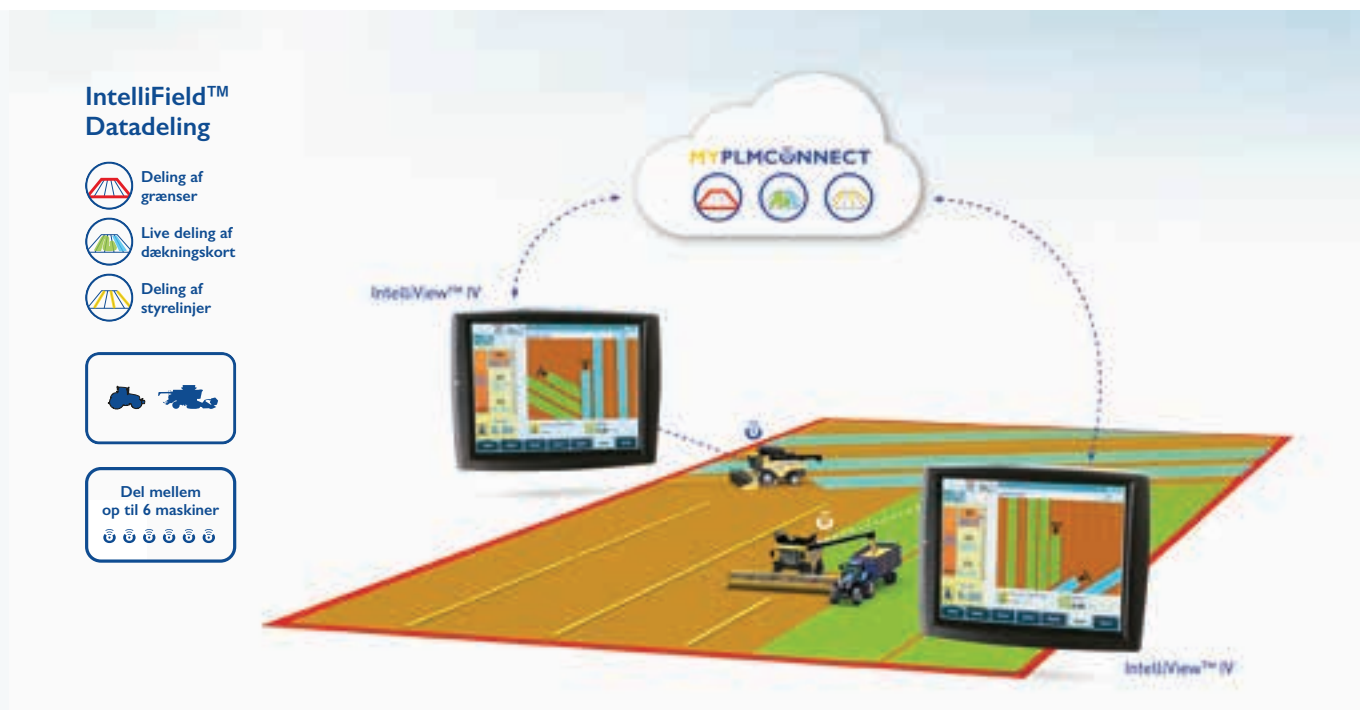 IntelliField™
Datadeling
Deling af
grænser
Live deling af
dækningskort
Deling af
styrelinjer
Del mellem
op til 6 maskiner
MYPLMCONNECT
IntelliView™ IV
IntelliView™ IV